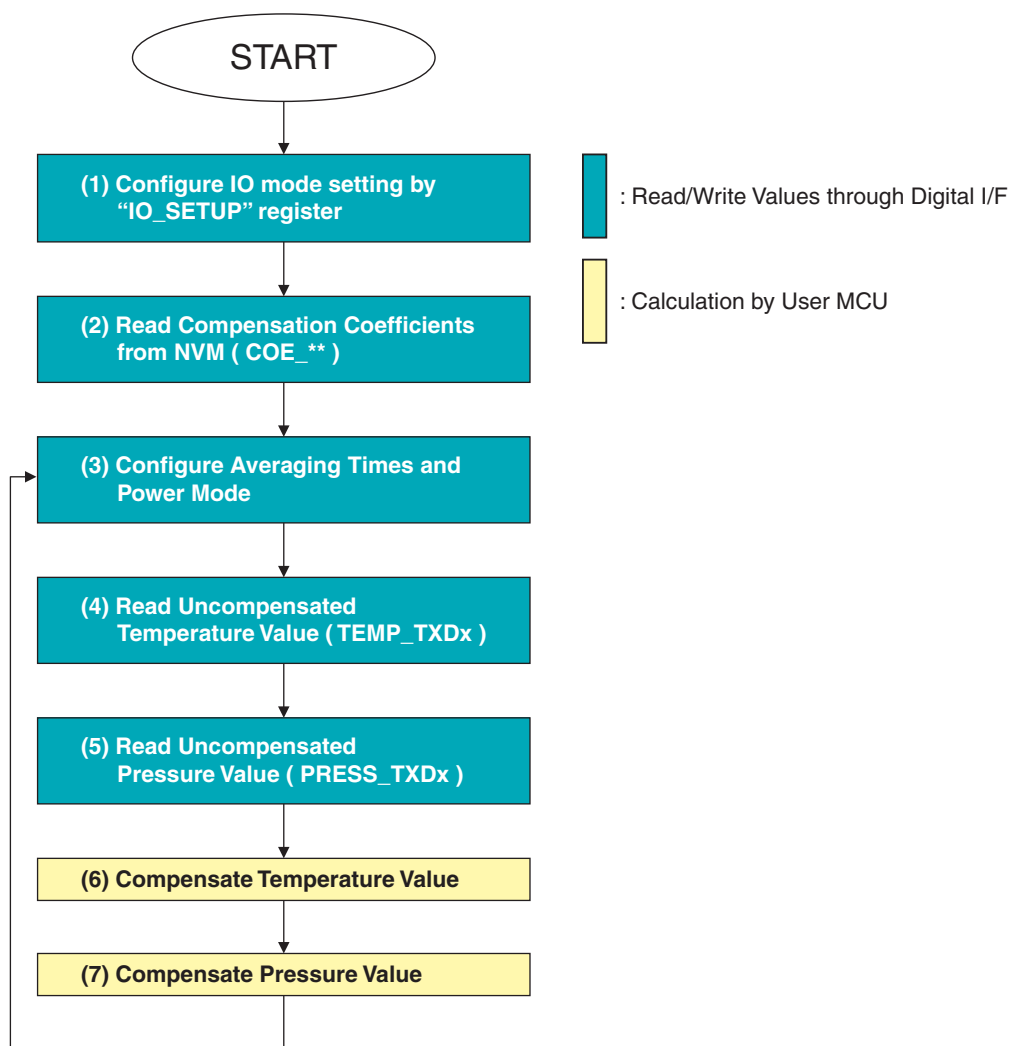 START
(1) Configure IO mode setting by
“IO_SETUP” register
: Read/Write Values through Digital I/F
: Calculation by User MCU
(2) Read Compensation Coefficients
from NVM ( COE_** )
(3) Configure Averaging Times and
Power Mode
(4) Read Uncompensated
Temperature Value ( TEMP_TXDx )
(5) Read Uncompensated
Pressure Value ( PRESS_TXDx )
(6) Compensate Temperature Value
(7) Compensate Pressure Value